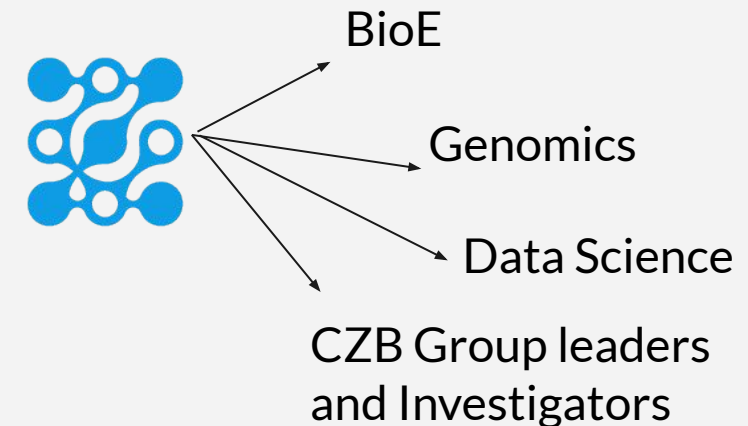 BioE
Genomics
Data Science
CZB Group leaders
and Investigators